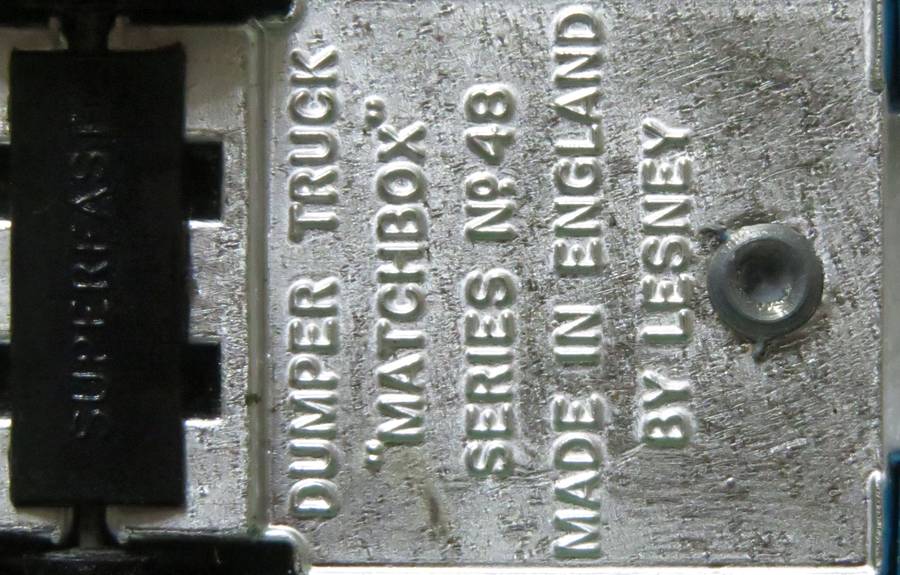 SUPERFAST
DUMPER TRUCK
"MATCHBOX"
SERIES Nº 48
MADE IN ENGLAND
BY LESNEY